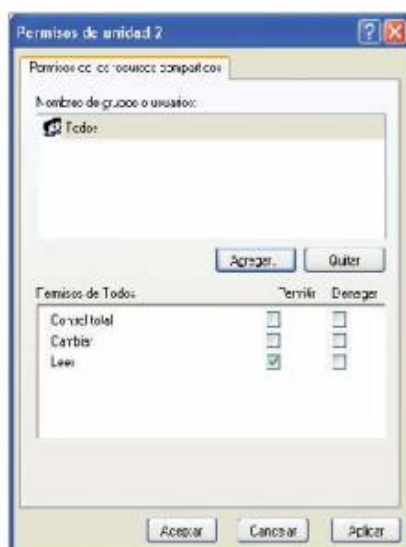 Permisos de unidad 2
Permisos de los recursos compartidos
Nombres de grupos o usuarios:
Todos
Agregar... Quitar
Permisos de Todos Permitir Denegar
Control total
Cambiar
Leer
Aceptar Cancelar Aplicar